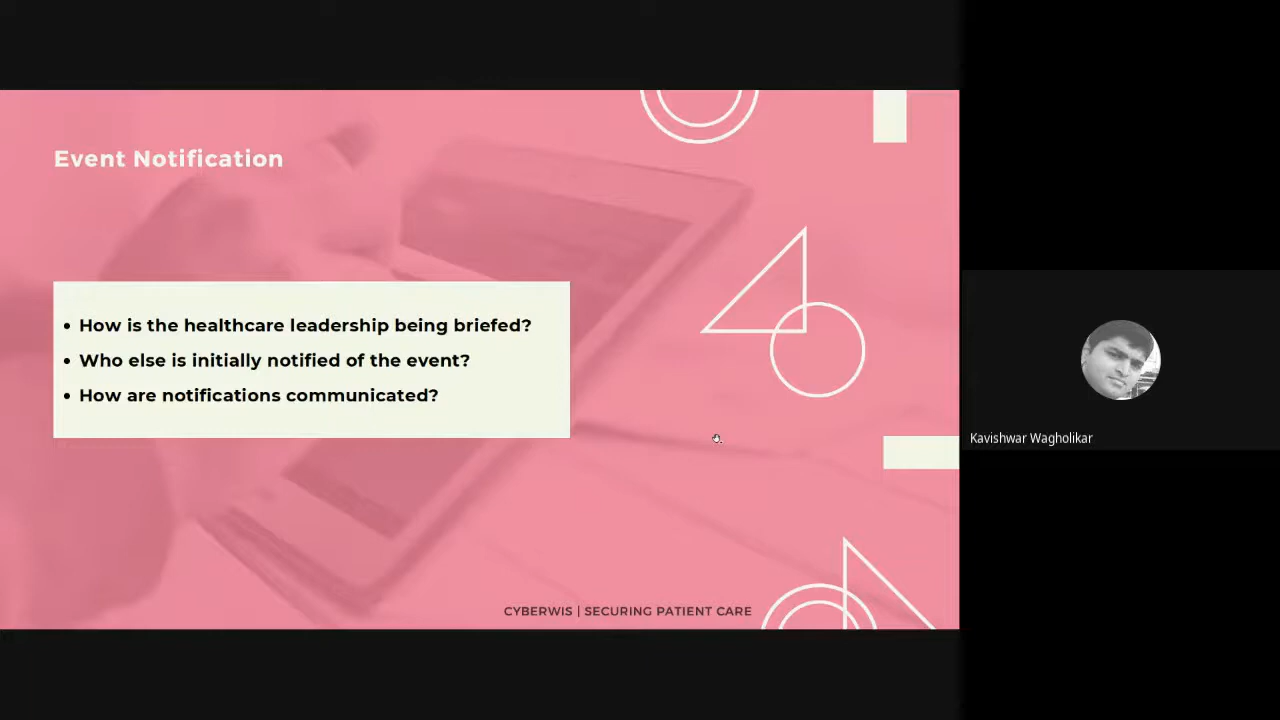 Event Notification
• How is the healthcare leadership being briefed?
• Who else is initially notified of the event?
• How are notifications communicated?
Kavishwar Wagholikar
CYBERWIS | SECURING PATIENT CARE